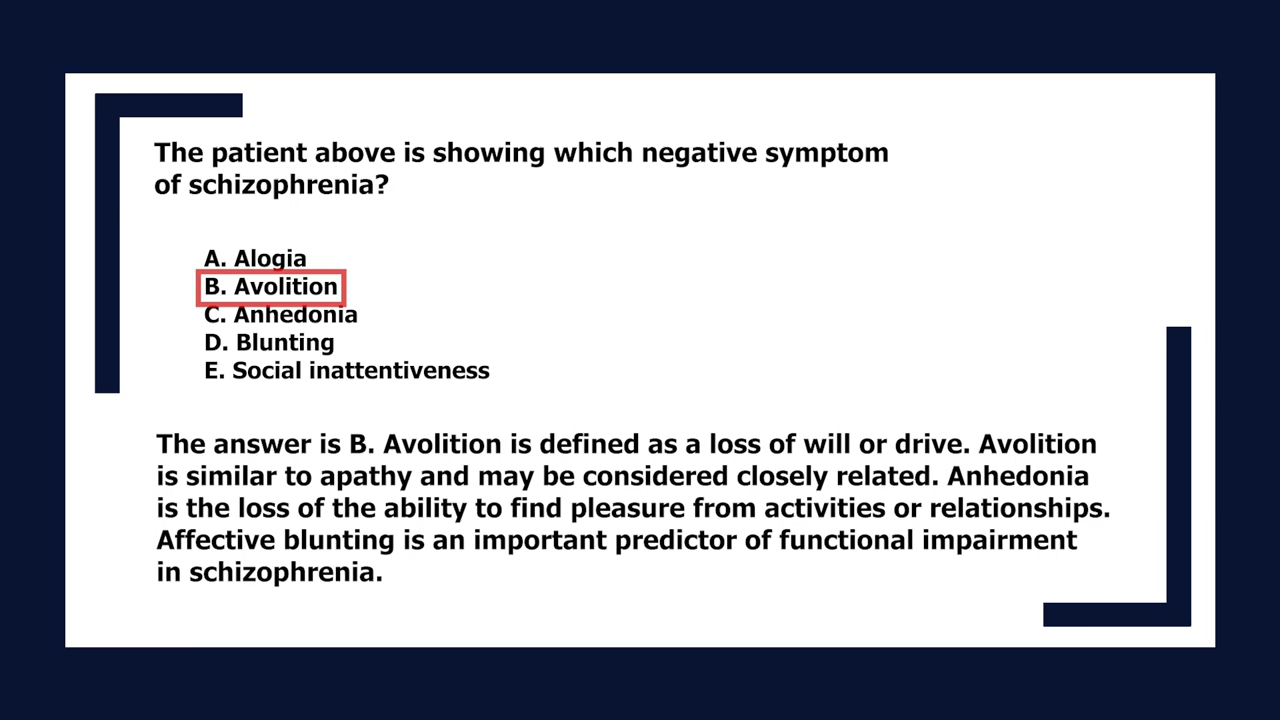 The patient above is showing which negative symptom
of schizophrenia?
A. Alogia
B. Avolition
C. Anhedonia
D. Blunting
E. Social inattentiveness
The answer is B. Avolition is defined as a loss of will or drive. Avolition
is similar to apathy and may be considered closely related. Anhedonia
is the loss of the ability to find pleasure from activities or relationships.
Affective blunting is an important predictor of functional impairment
in schizophrenia.